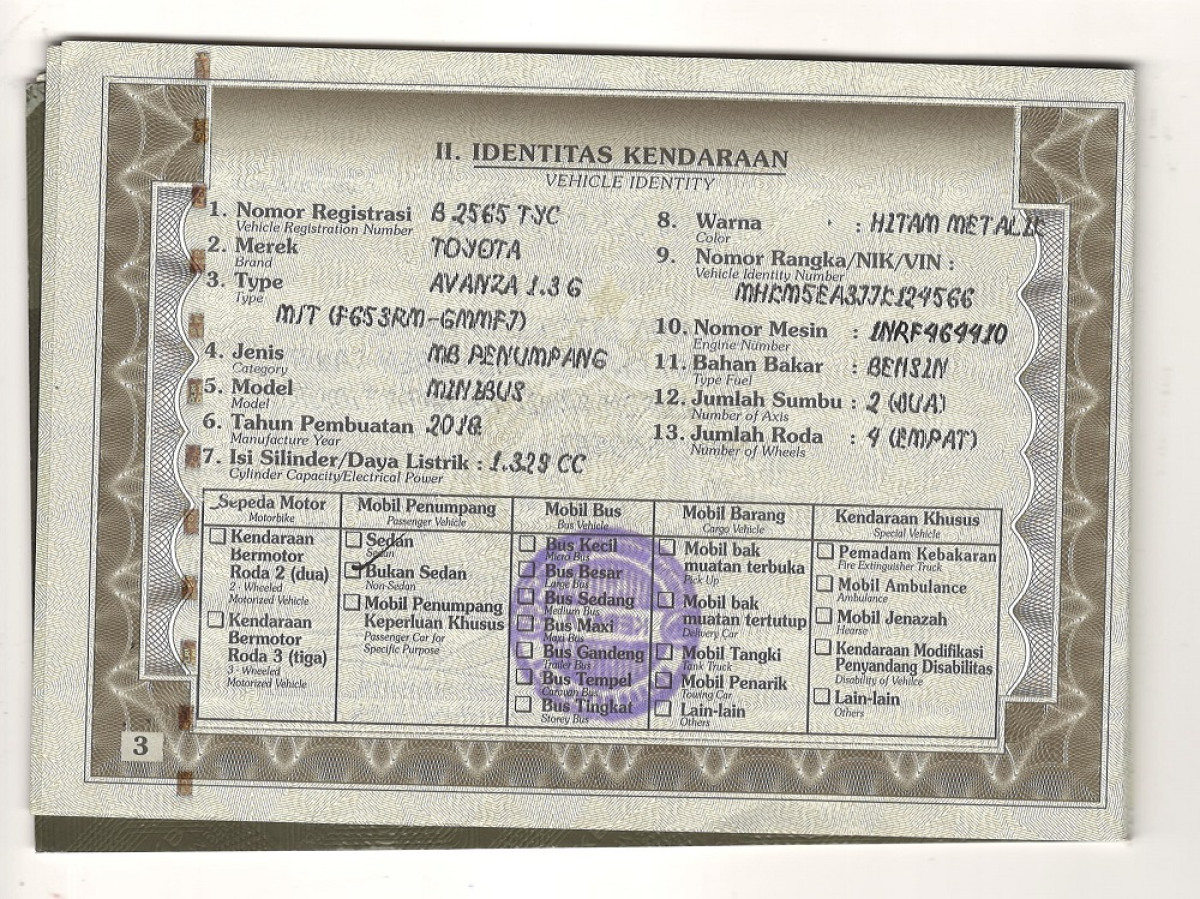 II. IDENTITAS KENDARAAN
VEHICLE IDENTITY
1. Nomor Registrasi B 2565 TYC
Vehicle Registration Number
2. Merek TOYOTA
Brand
3. Type AVANZA 1.3 G
Type
M/T (F653RM-GMMFJ)
4. Jenis MB PENUMPANG
Category
5. Model MINIBUS
Model
6. Tahun Pembuatan 2018
Manufacture Year
7. Isi Silinder/Daya Listrik : 1.329 CC
Cylinder Capacity/Electrical Power
8. Warna : HITAM METALIK
Color
9. Nomor Rangka/NIK/VIN :
Vehicle Identity Number
10. Nomor Mesin : 1NRF464410
Engine Number
11. Bahan Bakar : BENSIN
Type Fuel
12. Jumlah Sumbu : 2 (DUA)
Number of Axis
13. Jumlah Roda : 4 (EMPAT)
Number of Wheels
Sepeda Motor
Motorbike
Kendaraan
Bermotor
Roda 2 (dua)
2 - Wheeled
Motorized Vehicle
Kendaraan
Bermotor
Roda 3 (tiga)
3 - Wheeled
Motorized Vehicle
Mobil Penumpang
Passenger Vehicle
Sedan
Sedan
Bukan Sedan
Non-Sedan
Mobil Penumpang
Keperluan Khusus
Passenger Car for
Specific Purpose
Mobil Bus
Bus Vehicle
Bus Kecil
Micro Bus
Bus Besar
Large Bus
Bus Sedang
Medium Bus
Bus Maxi
Maxi Bus
Bus Gandeng
Trailer Bus
Bus Tempel
Caravan Bus
Bus Tingkat
Storey Bus
Mobil Barang
Cargo Vehicle
Mobil bak
muatan terbuka
Pick Up
Mobil bak
muatan tertutup
Delivery Car
Mobil Tangki
Tank Truck
Mobil Penarik
Towing Car
Lain-lain
Others
Kendaraan Khusus
Special Vehicle
Pemadam Kebakaran
Fire Extinguisher Truck
Mobil Ambulance
Ambulance
Mobil Jenazah
Hearse
Kendaraan Modifikasi
Penyandang Disabilitas
Disability of Vehilce
Lain-lain
Others
3